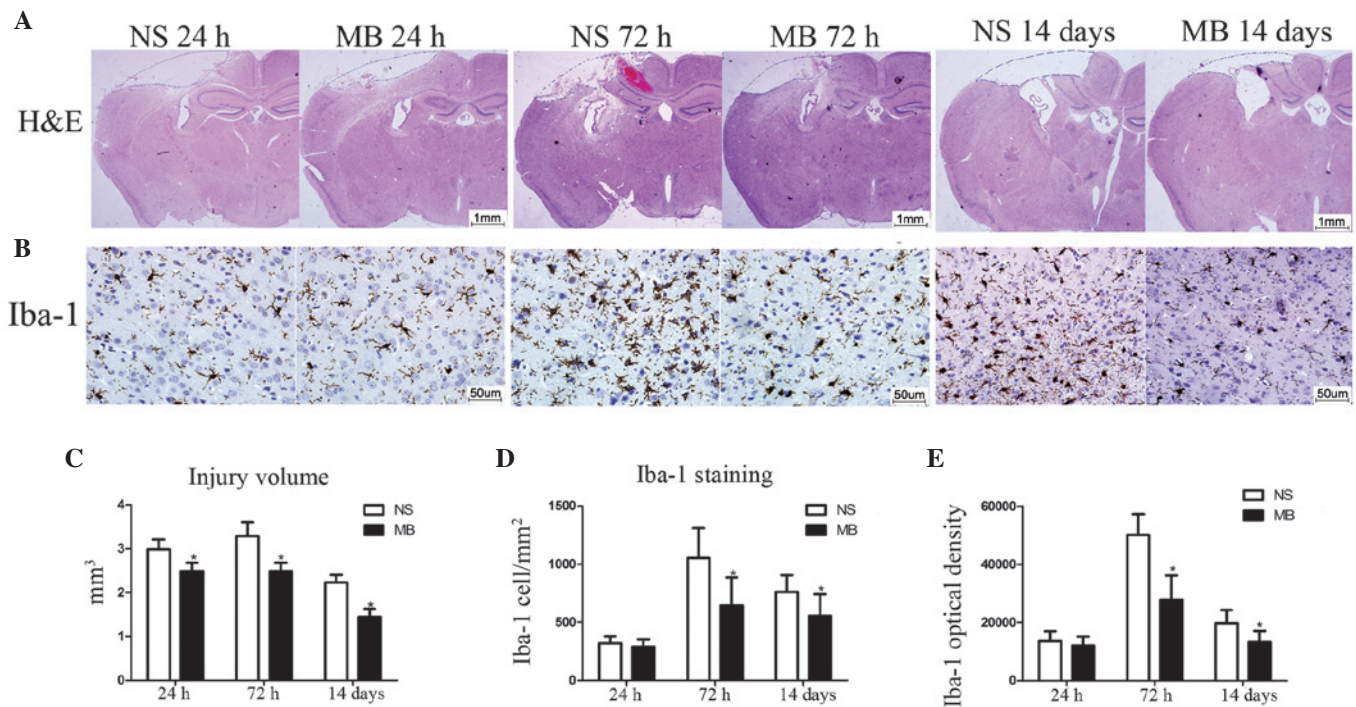 A
NS 24 h MB 24 h NS 72 h MB 72 h NS 14 days MB 14 days
H&E
1mm 1mm 1mm
B
Iba-1
50um 50um 50um
C
Injury volume
NS
MB
mm³
4
3
2
1
0
* * *
24 h 72 h 14 days
D
Iba-1 staining
NS
MB
Iba-1 cell/mm²
1500
1000
500
0
* *
24 h 72 h 14 days
E
NS
MB
Iba-1 optical density
60000
40000
20000
0
* *
24 h 72 h 14 days